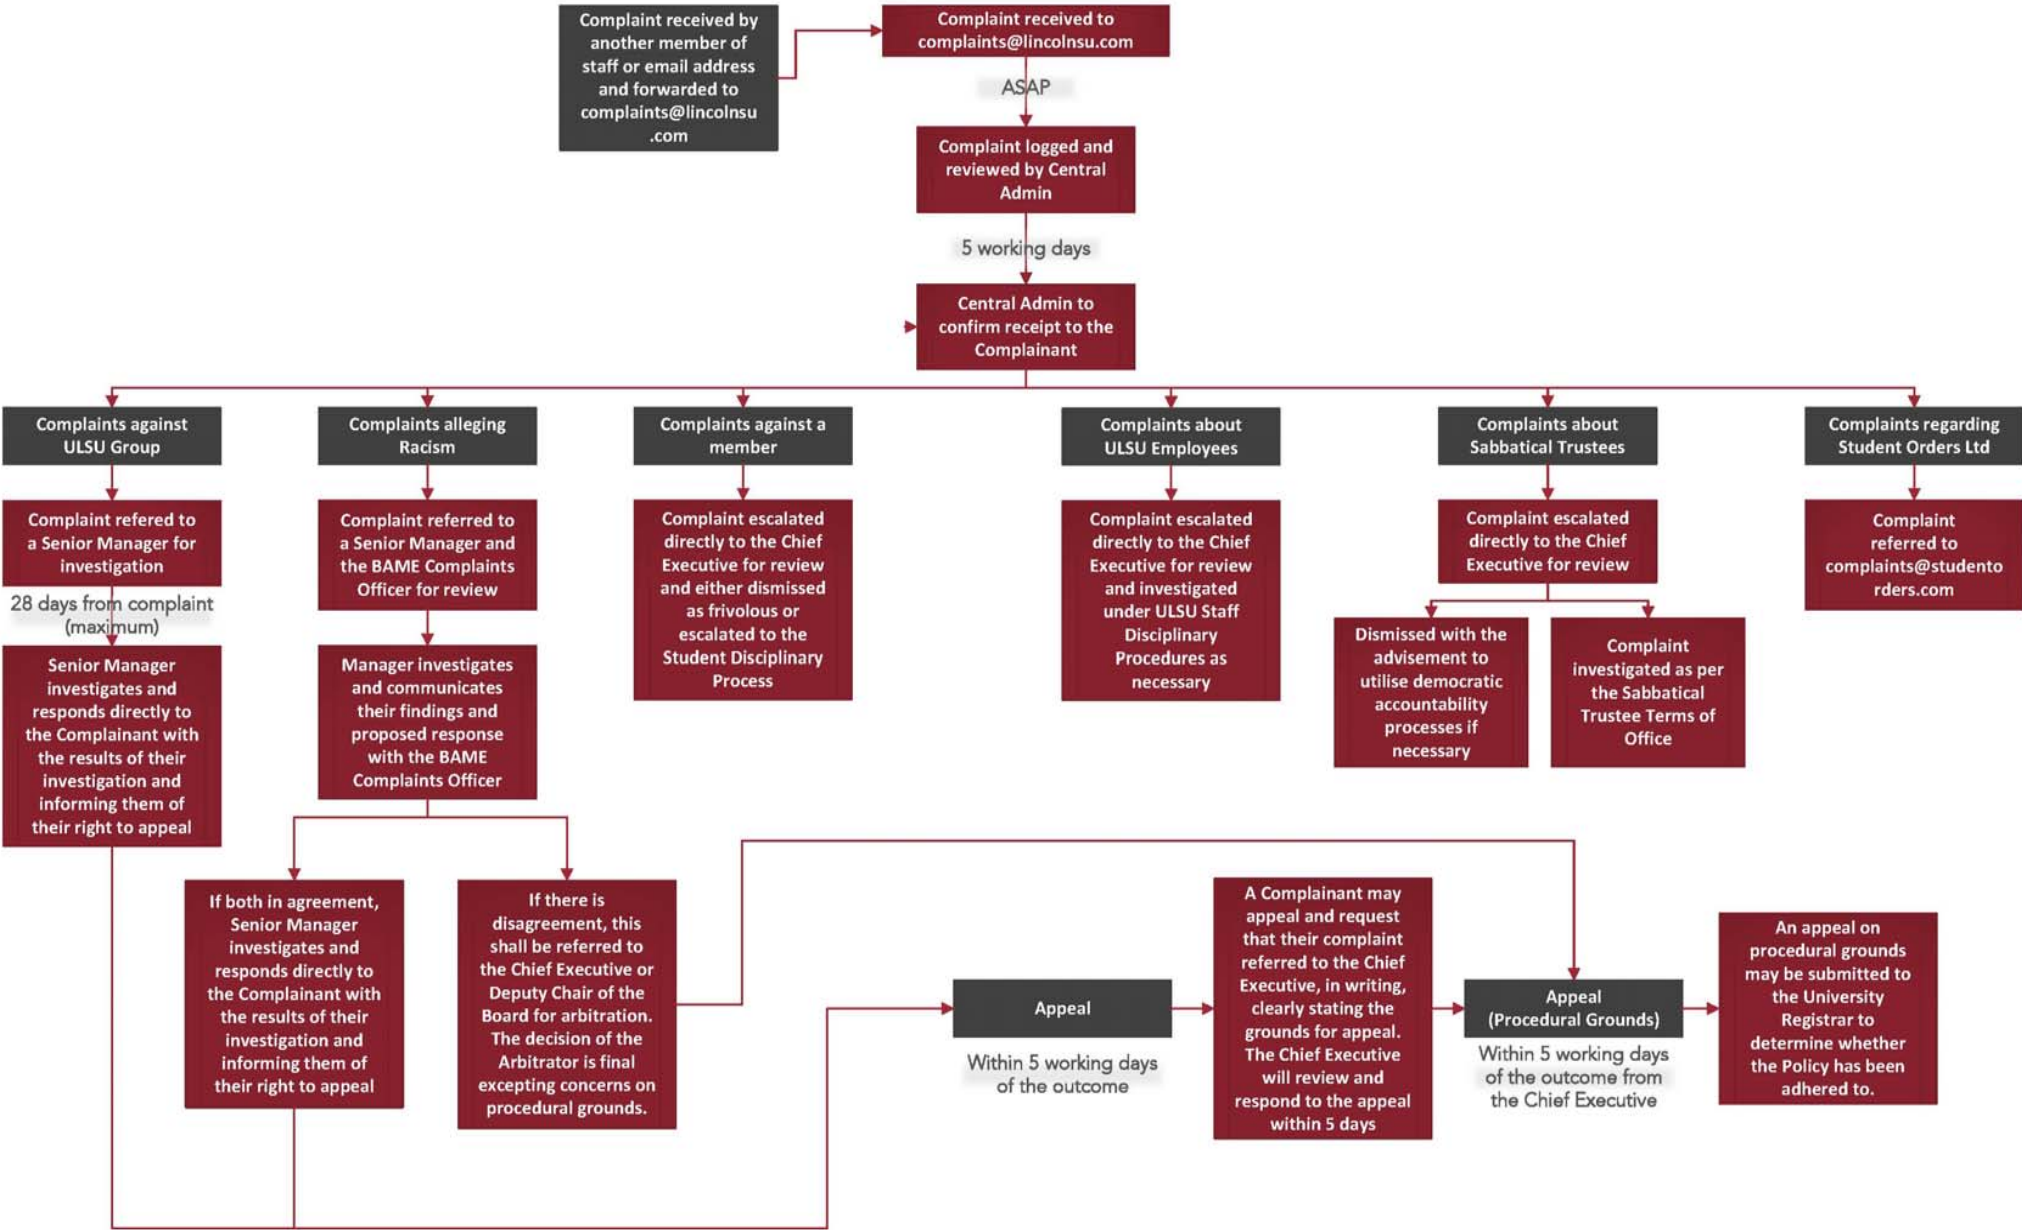 Complaint received by
another member of
staff or email address
and forwarded to
complaints@lincolnsu
.com
Complaint received to
complaints@lincolnsu.com
ASAP
Complaint logged and
reviewed by Central
Admin
5 working days
Central Admin to
confirm receipt to the
Complainant
Complaints against
ULSU Group
Complaints alleging
Racism
Complaints against a
member
Complaints about
ULSU Employees
Complaints about
Sabbatical Trustees
Complaints regarding
Student Orders Ltd
Complaint refered to
a Senior Manager for
investigation
28 days from complaint
(maximum)
Senior Manager
investigates and
responds directly to
the Complainant with
the results of their
investigation and
informing them of
their right to appeal
Complaint referred to
a Senior Manager and
the BAME Complaints
Officer for review
Manager investigates
and communicates
their findings and
proposed response
with the BAME
Complaints Officer
Complaint escalated
directly to the Chief
Executive for review
and either dismissed
as frivolous or
escalated to the
Student Disciplinary
Process
Complaint escalated
directly to the Chief
Executive for review
and investigated
under ULSU Staff
Disciplinary
Procedures as
necessary
Complaint escalated
directly to the Chief
Executive for review
Dismissed with the
advisement to
utilise democratic
accountability
processes if
necessary
Complaint
investigated as per
the Sabbatical
Trustee Terms of
Office
Complaint
referred to
complaints@studento
rders.com
If both in agreement,
Senior Manager
investigates and
responds directly to
the Complainant with
the results of their
investigation and
informing them of
their right to appeal
If there is
disagreement, this
shall be referred to
the Chief Executive or
Deputy Chair of the
Board for arbitration.
The decision of the
Arbitrator is final
excepting concerns on
procedural grounds.
Appeal
Within 5 working days
of the outcome
A Complainant may
appeal and request
that their complaint
referred to the Chief
Executive, in writing,
clearly stating the
grounds for appeal.
The Chief Executive
will review and
respond to the appeal
within 5 days
Appeal
(Procedural Grounds)
Within 5 working days
of the outcome from
the Chief Executive
An appeal on
procedural grounds
may be submitted to
the University
Registrar to
determine whether
the Policy has been
adhered to.